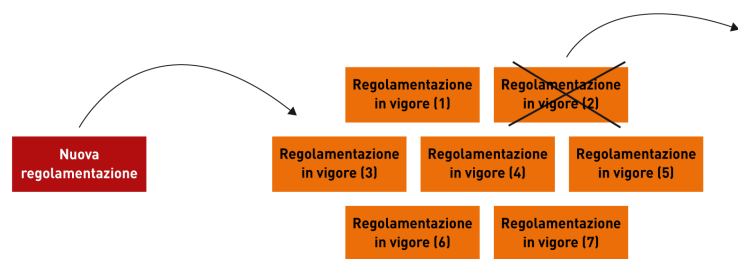 Regolamentazione
in vigore (1)
Regolamentazione
in vigore (2)
Nuova
regolamentazione
Regolamentazione
in vigore (3)
Regolamentazione
in vigore (4)
Regolamentazione
in vigore (5)
Regolamentazione
in vigore (6)
Regolamentazione
in vigore (7)